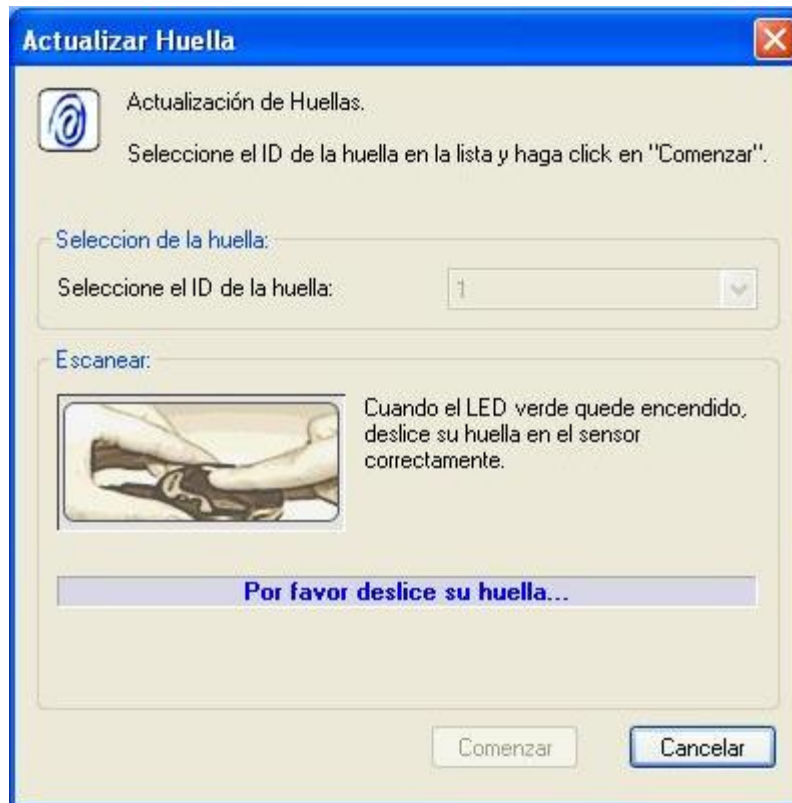 Actualizar Huella
Actualización de Huellas.
Seleccione el ID de la huella en la lista y haga click en "Comenzar".
Seleccion de la huella:
Seleccione el ID de la huella:
1
Escanear:
Cuando el LED verde quede encendido,
deslice su huella en el sensor
correctamente.
Por favor deslice su huella...
Comenzar
Cancelar